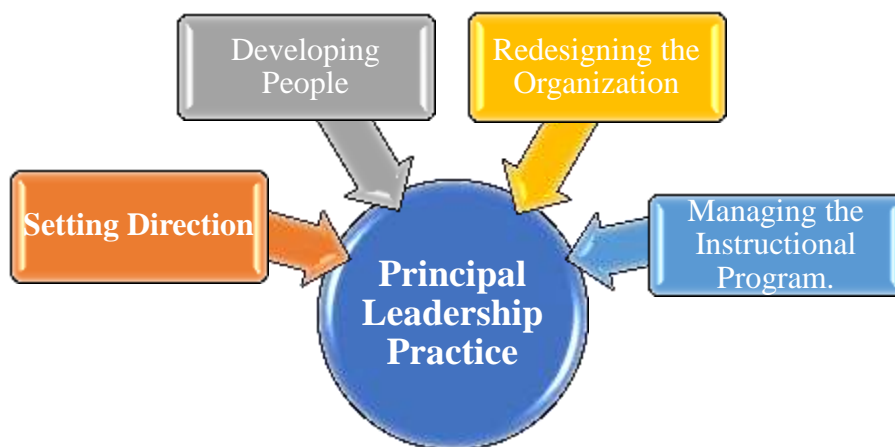 Developing
People
Redesigning the
Organization
Setting Direction
Managing the
Instructional
Program.
Principal
Leadership
Practice